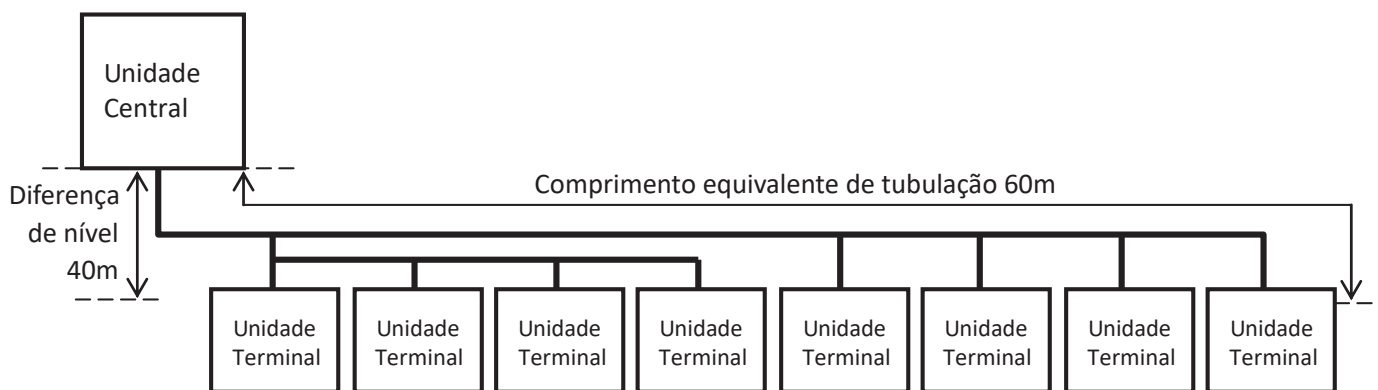 Unidade
Central
Diferença
de nível
40m
Comprimento equivalente de tubulação 60m
Unidade
Terminal
Unidade
Terminal
Unidade
Terminal
Unidade
Terminal
Unidade
Terminal
Unidade
Terminal
Unidade
Terminal
Unidade
Terminal